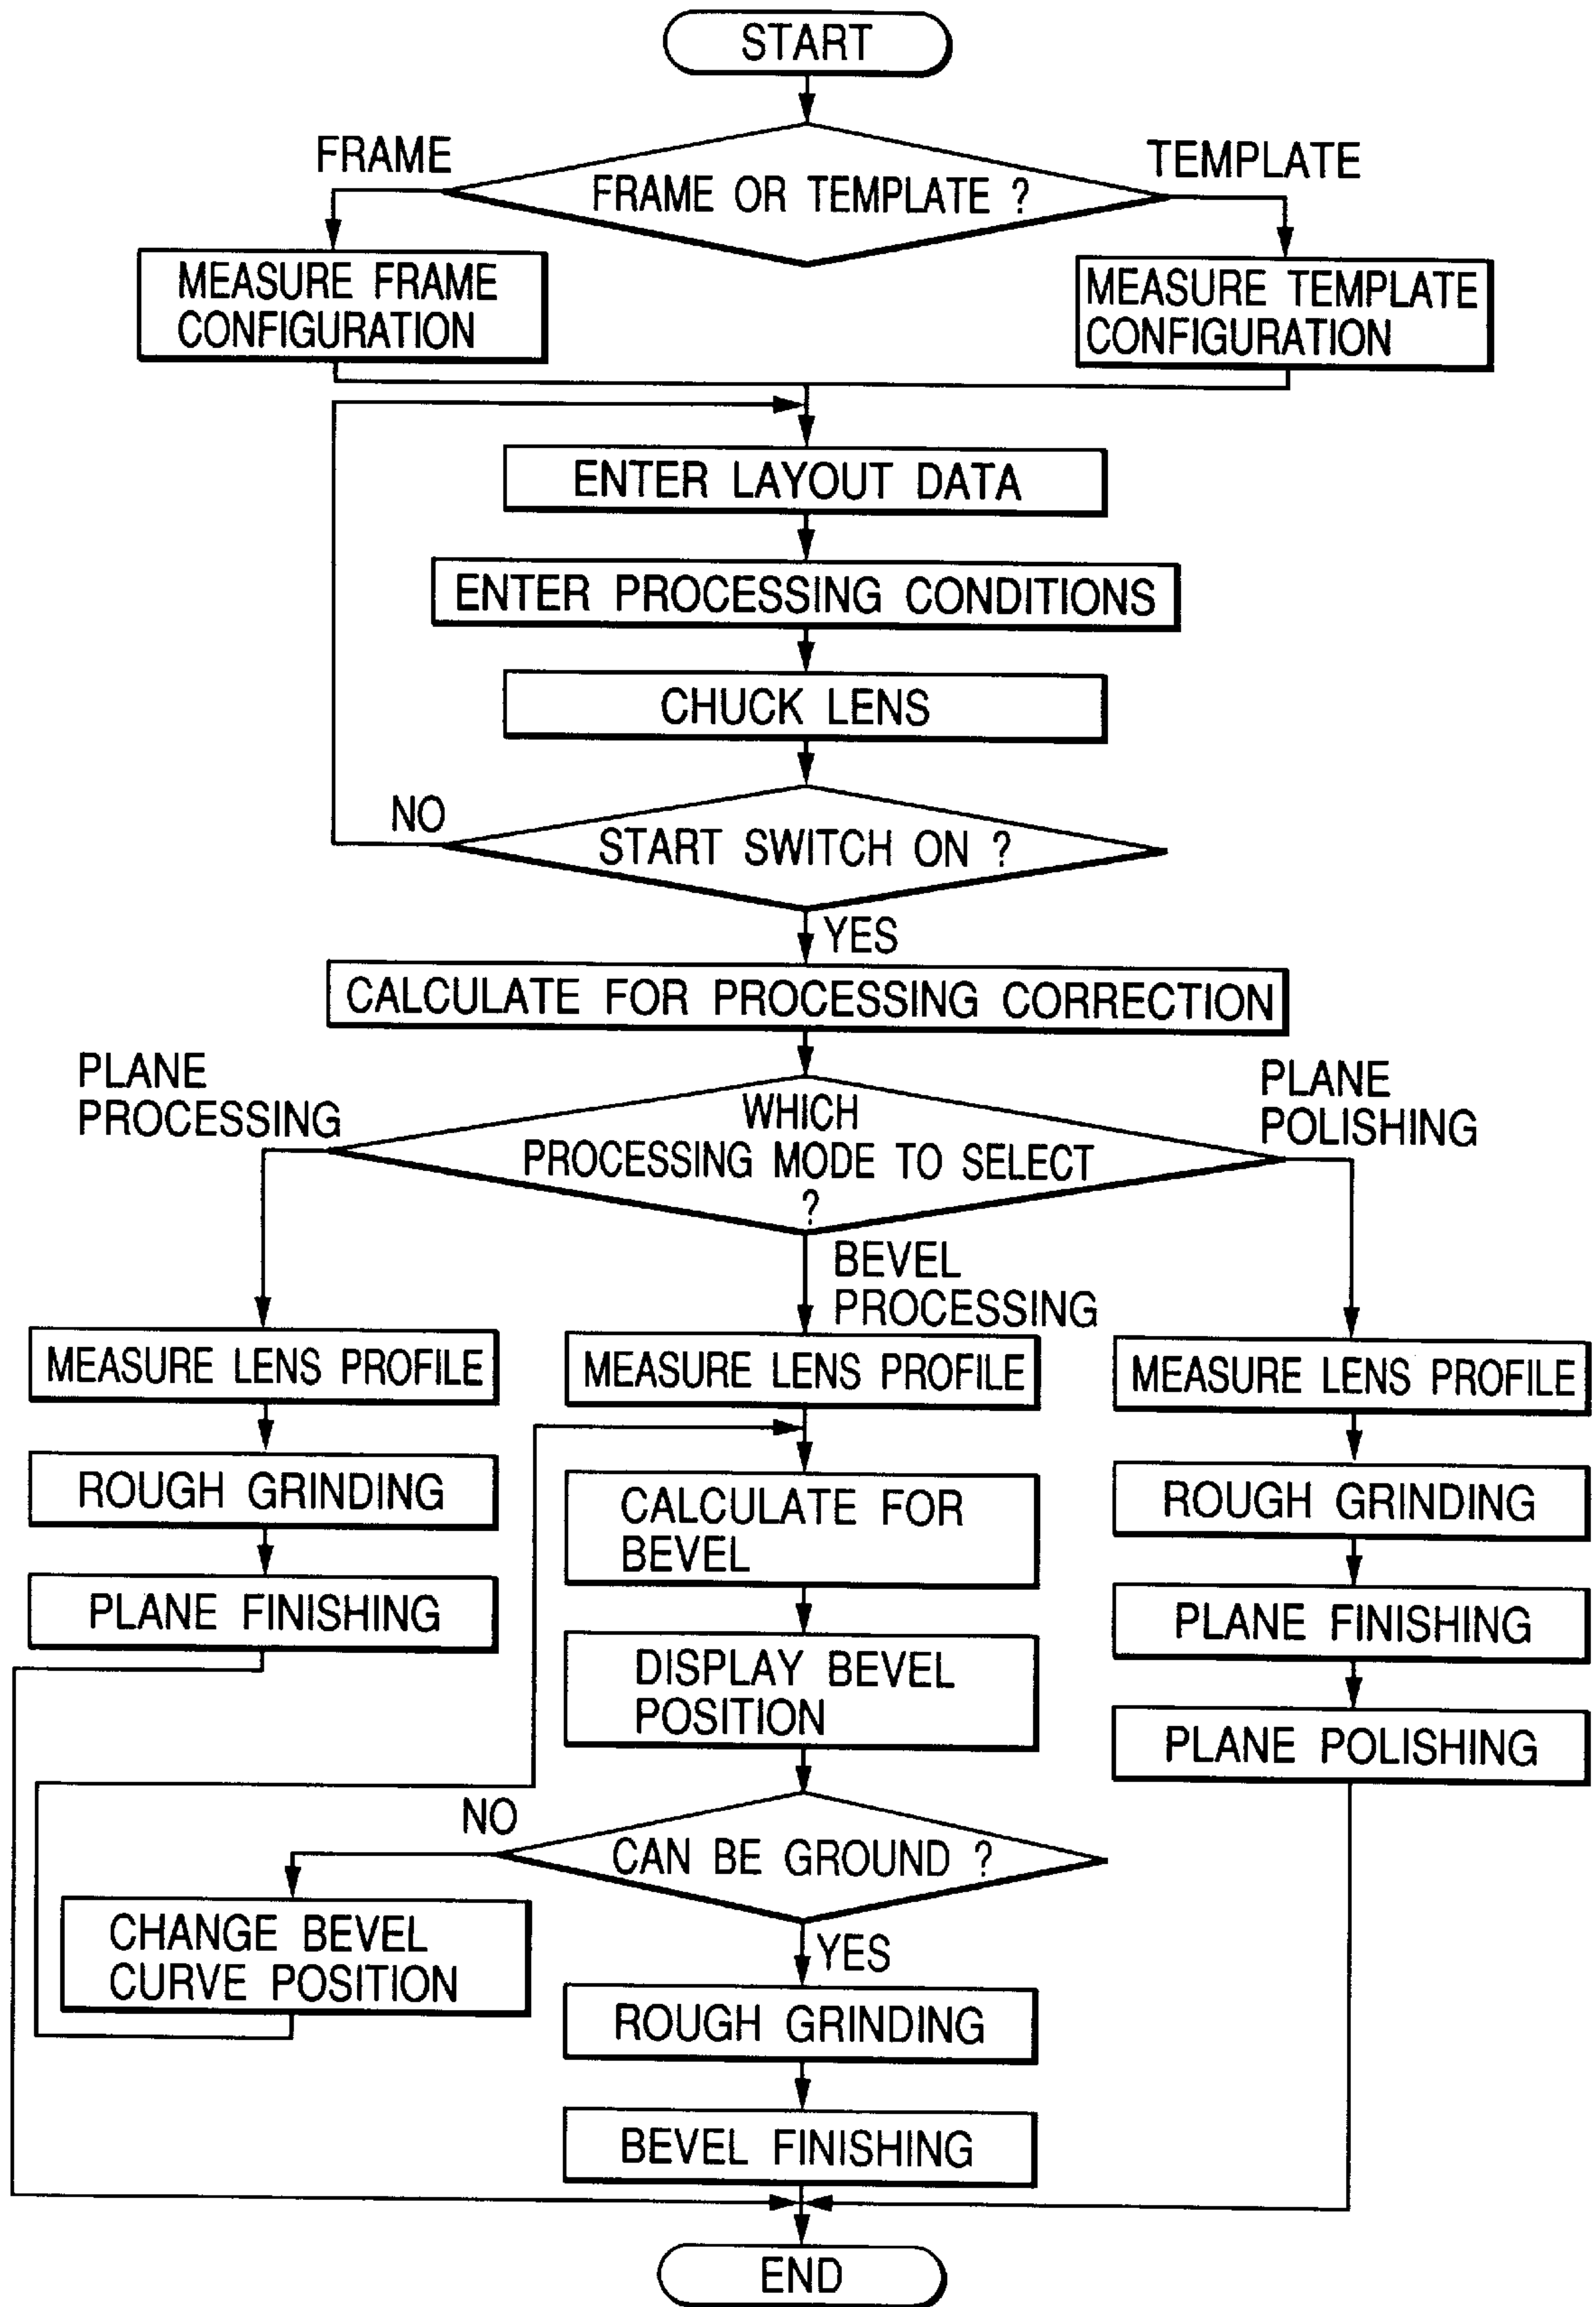 START
FRAME
TEMPLATE
FRAME OR TEMPLATE ?
MEASURE FRAME
CONFIGURATION
MEASURE TEMPLATE
CONFIGURATION
ENTER LAYOUT DATA
ENTER PROCESSING CONDITIONS
CHUCK LENS
NO
START SWITCH ON ?
YES
CALCULATE FOR PROCESSING CORRECTION
PLANE
PROCESSING
WHICH
PROCESSING MODE TO SELECT
?
PLANE
POLISHING
BEVEL
PROCESSING
MEASURE LENS PROFILE
ROUGH GRINDING
PLANE FINISHING
MEASURE LENS PROFILE
CALCULATE FOR
BEVEL
DISPLAY BEVEL
POSITION
NO
CAN BE GROUND ?
CHANGE BEVEL
CURVE POSITION
YES
ROUGH GRINDING
BEVEL FINISHING
MEASURE LENS PROFILE
ROUGH GRINDING
PLANE FINISHING
PLANE POLISHING
END